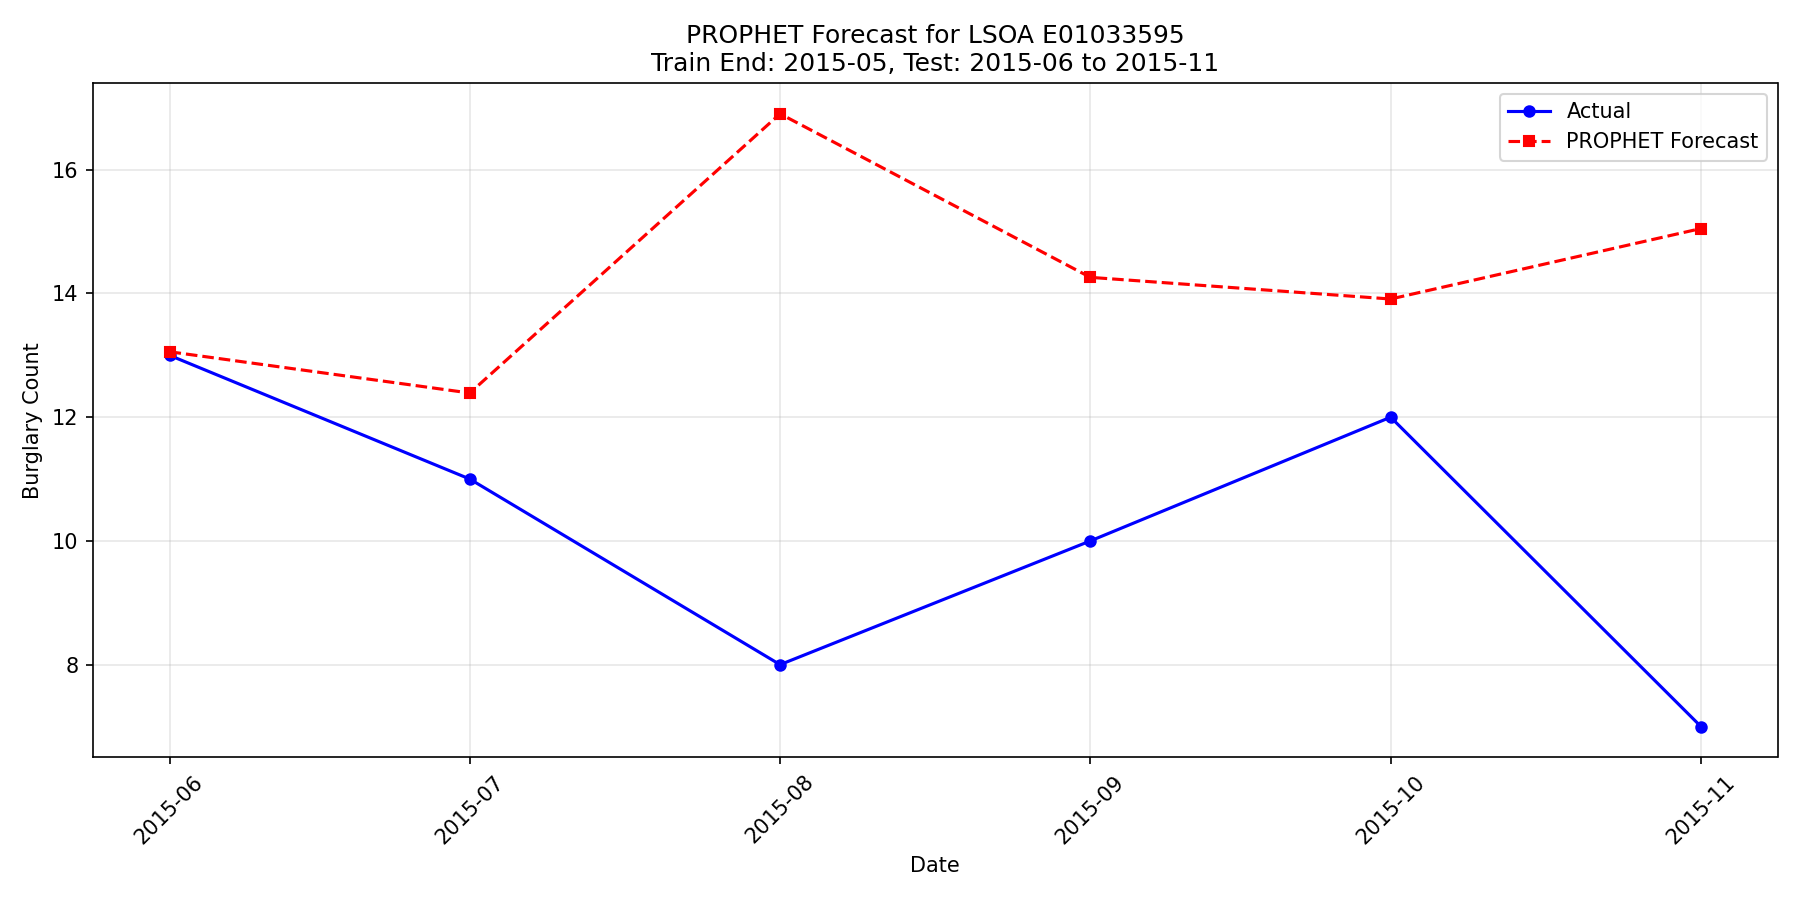 PROPHET Forecast for LSOA E01033595
Train End: 2015-05, Test: 2015-06 to 2015-11
Actual
PROPHET Forecast
Burglary Count
16
14
12
10
8
2015-06
2015-07
2015-08
2015-09
2015-10
2015-11
Date